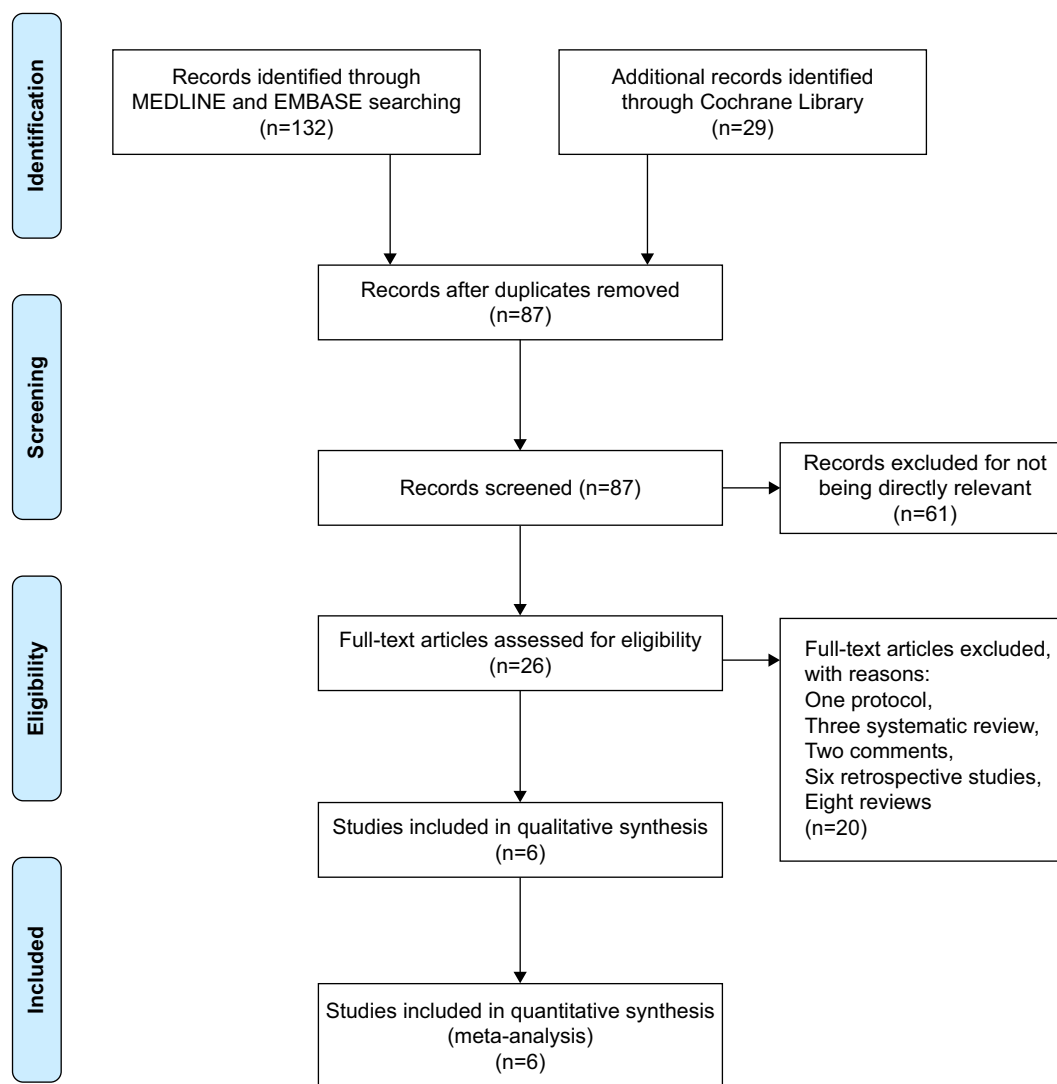 Identification
Records identified through
MEDLINE and EMBASE searching
(n=132)
Additional records identified
through Cochrane Library
(n=29)
Screening
Records after duplicates removed
(n=87)
Records screened (n=87)
Records excluded for not
being directly relevant
(n=61)
Eligibility
Full-text articles assessed for eligibility
(n=26)
Full-text articles excluded,
with reasons:
One protocol,
Three systematic review,
Two comments,
Six retrospective studies,
Eight reviews
(n=20)
Studies included in qualitative synthesis
(n=6)
Included
Studies included in quantitative synthesis
(meta-analysis)
(n=6)